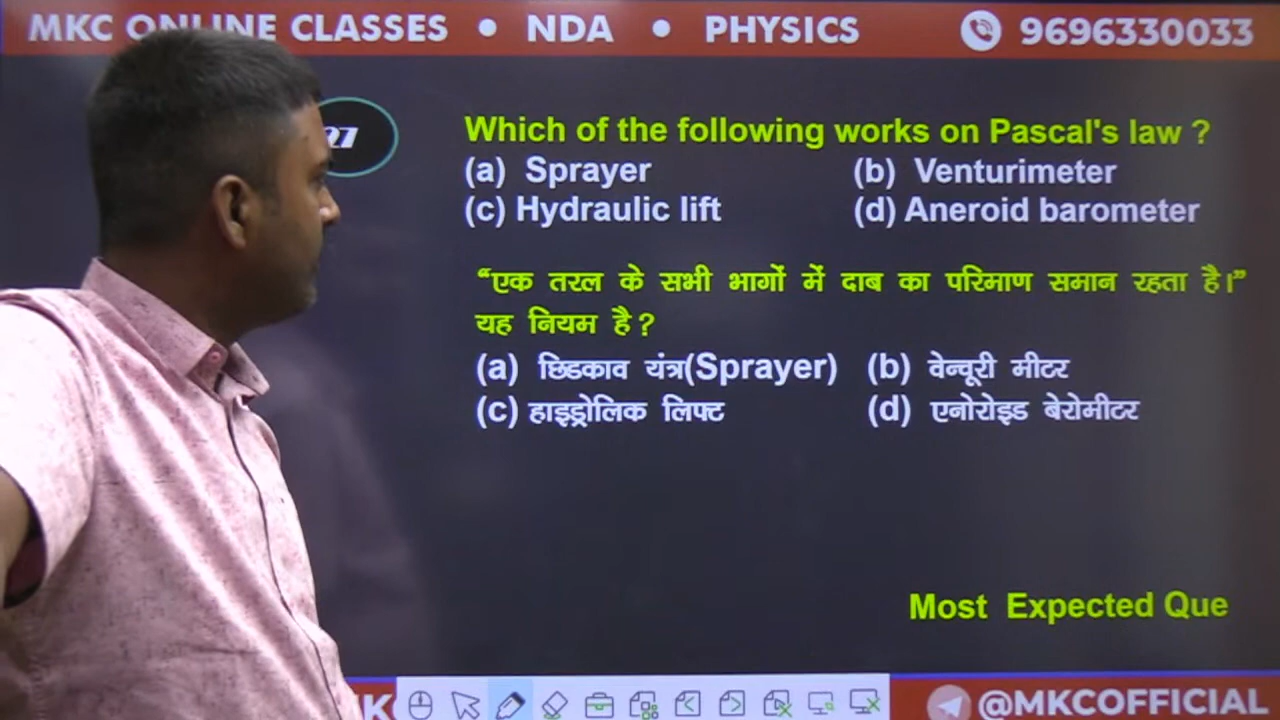 MKC ONLINE CLASSES • NDA • PHYSICS 9696330033
27
Which of the following works on Pascal's law ?
(a) Sprayer (b) Venturimeter
(c) Hydraulic lift (d) Aneroid barometer
“एक तरल के सभी भागों में दाब का परिमाण समान रहता है।”
यह नियम है?
(a) छिडकाव यंत्र(Sprayer) (b) वेन्चूरी मीटर
(c) हाइड्रोलिक लिफ्ट (d) एनोरोइड बेरोमीटर
Most Expected Que
@MKCOFFICIAL